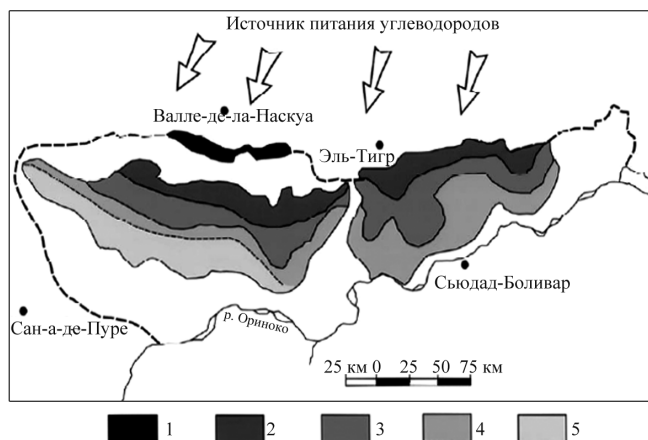 Источник питания углеводородов
Валле-де-ла-Наскуа
Эль-Тигр
Сьюдад-Боливар
Сан-а-де-Пуре
р. Ориноко
25 км 0 25 50 75 км
1 2 3 4 5